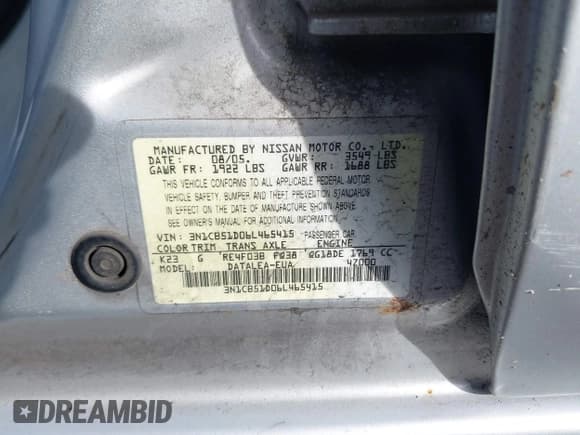 MANUFACTURED BY NISSAN MOTOR CO., LTD.
DATE: 08/05. GVWR: 3549 LBS
GAWR FR: 1922 LBS GAWR RR: 1688 LBS
THIS VEHICLE CONFORMS TO ALL APPLICABLE FEDERAL MOTOR
VEHICLE SAFETY, BUMPER, AND THEFT PREVENTION STANDARDS
IN EFFECT ON THE DATE OF MANUFACTURE SHOWN ABOVE.
SEE OWNER'S MANUAL FOR ADDITIONAL INFORMATION.
VIN: 3N1CB51D06L465415 PASSENGER CAR
COLOR TRIM TRANS AXLE ENGINE
K23 G RE4F03B FQ38 QG18DE 1769 CC
MODEL: DATALEA-EUA 47000
3N1CB51D06L465415
DREAMBID